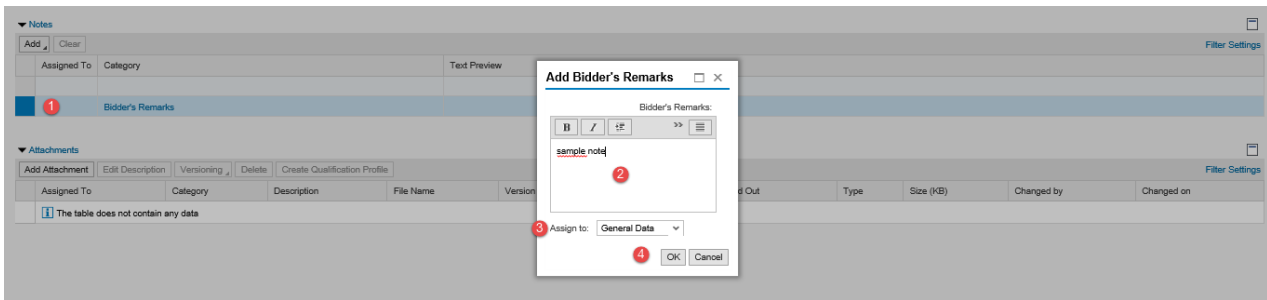 Notes
Add Clear Filter Settings
Assigned To Category Text Preview
1 Bidder's Remarks
Attachments
Add Attachment Edit Description Versioning Delete Create Qualification Profile Filter Settings
Assigned To Category Description File Name Version d Out Type Size (KB) Changed by Changed on
The table does not contain any data
Add Bidder's Remarks
Bidder's Remarks:
B I
sample note
2
3 Assign to: General Data
4 OK Cancel